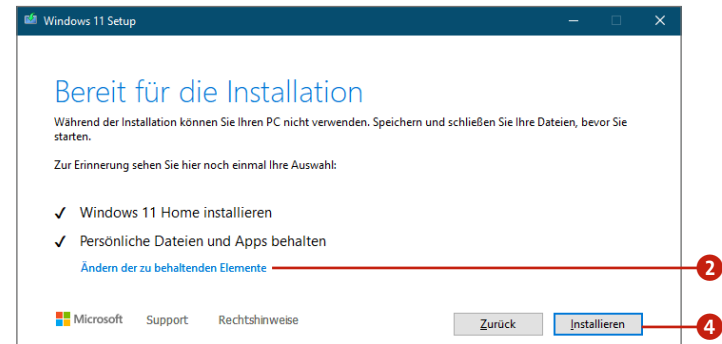 Windows 11 Setup
Bereit für die Installation
Während der Installation können Sie Ihren PC nicht verwenden. Speichern und schließen Sie Ihre Dateien, bevor Sie
starten.
Zur Erinnerung sehen Sie hier noch einmal Ihre Auswahl:
✓ Windows 11 Home installieren
✓ Persönliche Dateien und Apps behalten
Ändern der zu behaltenden Elemente
2
Microsoft Support Rechtshinweise Zurück Installieren
4